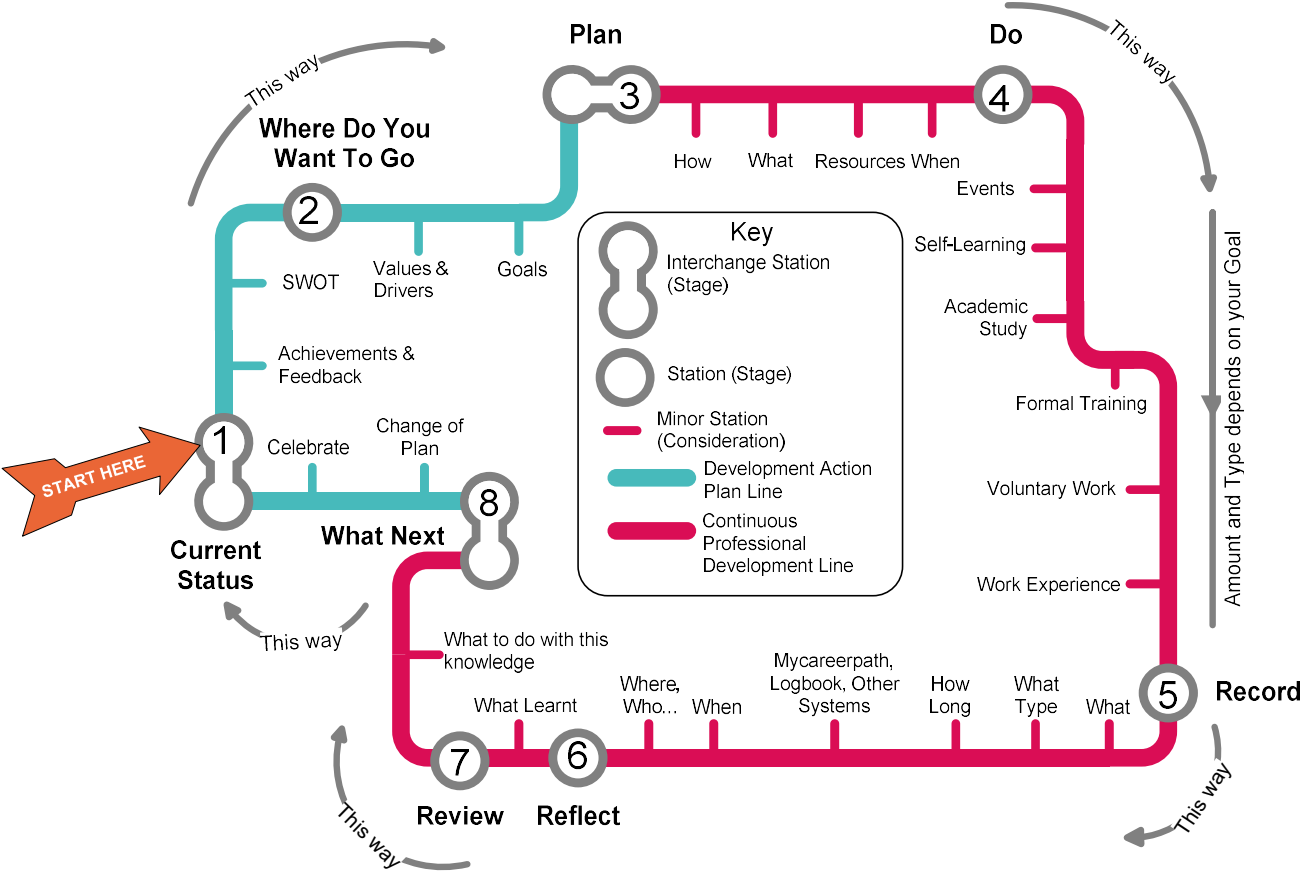 Plan
Do
This way
This way
Where Do You
Want To Go
3
4
How
What
Resources
When
2
Events
Self-Learning
Academic
Study
Formal Training
Voluntary Work
Work Experience
Amount and Type depends on your Goal
SWOT
Values &
Drivers
Goals
Achievements &
Feedback
Key
Interchange Station
(Stage)
Station (Stage)
Minor Station
(Consideration)
Development Action
Plan Line
Continuous
Professional
Development Line
START HERE
1
Celebrate
Change of
Plan
8
What Next
Current
Status
This way
What to do with this
knowledge
What Learnt
Where,
Who...
When
Mycareerpath,
Logbook, Other
Systems
How
Long
What
Type
What
5
Record
7
6
Review
Reflect
This way
This way